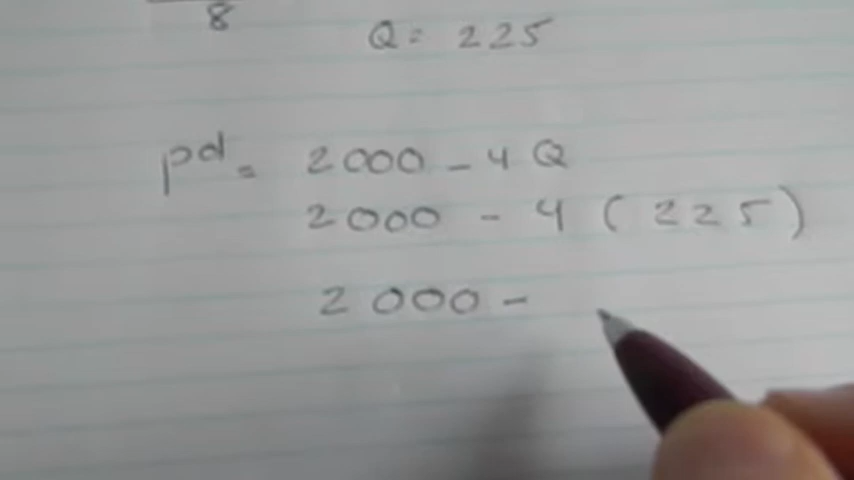 8
Q = 225
pd = 2000 - 4Q
2000 - 4 (225)
2000 -